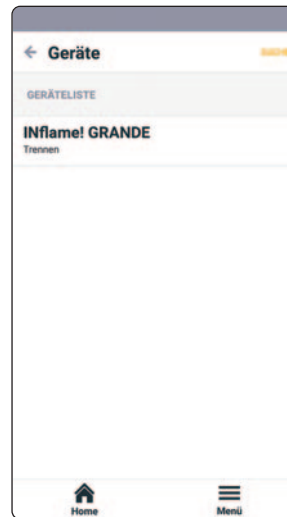 Geräte
GERÄTELISTE
INflame! GRANDE
Trennen
Home Menü